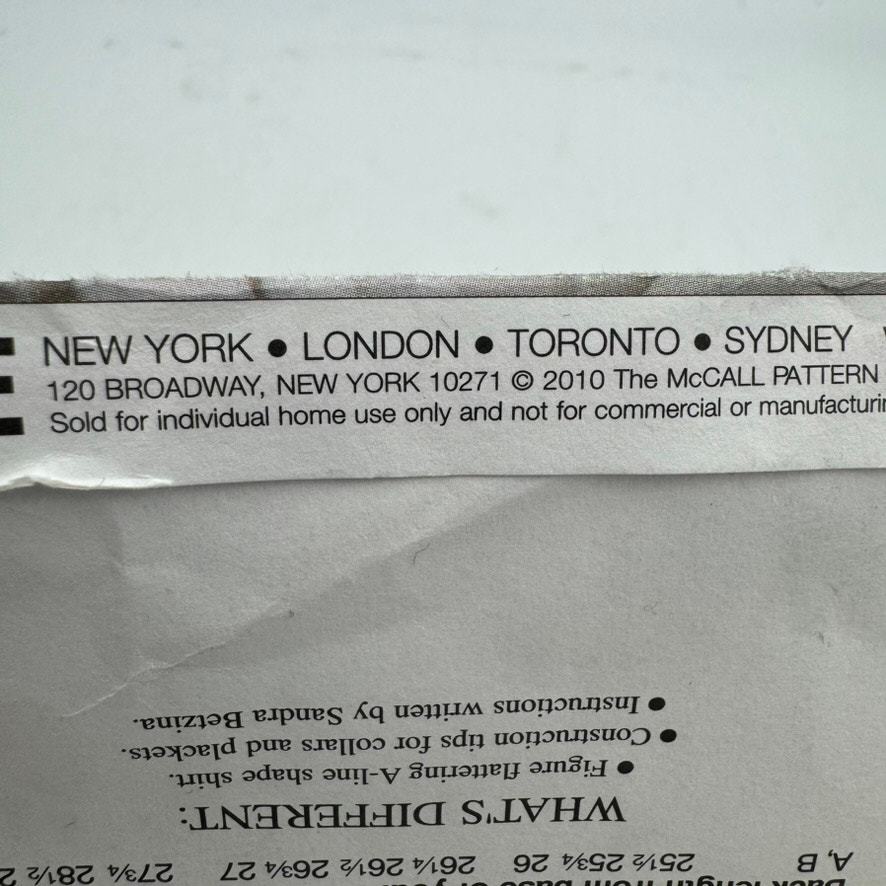 NEW YORK ● LONDON ● TORONTO ● SYDNEY
120 BROADWAY, NEW YORK 10271 © 2010 The McCALL PATTERN
Sold for individual home use only and not for commercial or manufacturin
A, B 25½ 25¾ 26 26¼ 26½ 26¾ 27 27¾ 28½
WHAT'S DIFFERENT:
● Figure flattering A-line shape shirt.
● Construction tips for collars and plackets.
● Instructions written by Sandra Betzina.